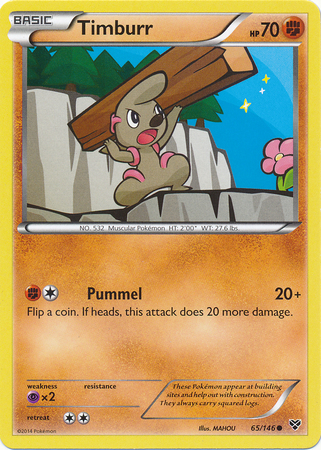 BASIC
Timburr
HP70
NO. 532 Muscular Pokémon HT: 2'00" WT: 27.6 lbs.
Pummel 20+
Flip a coin. If heads, this attack does 20 more damage.
weakness resistance
×2
retreat
These Pokémon appear at building
sites and help out with construction.
They always carry squared logs.
©2014 Pokémon
Illus. MAHOU
65/146
XY